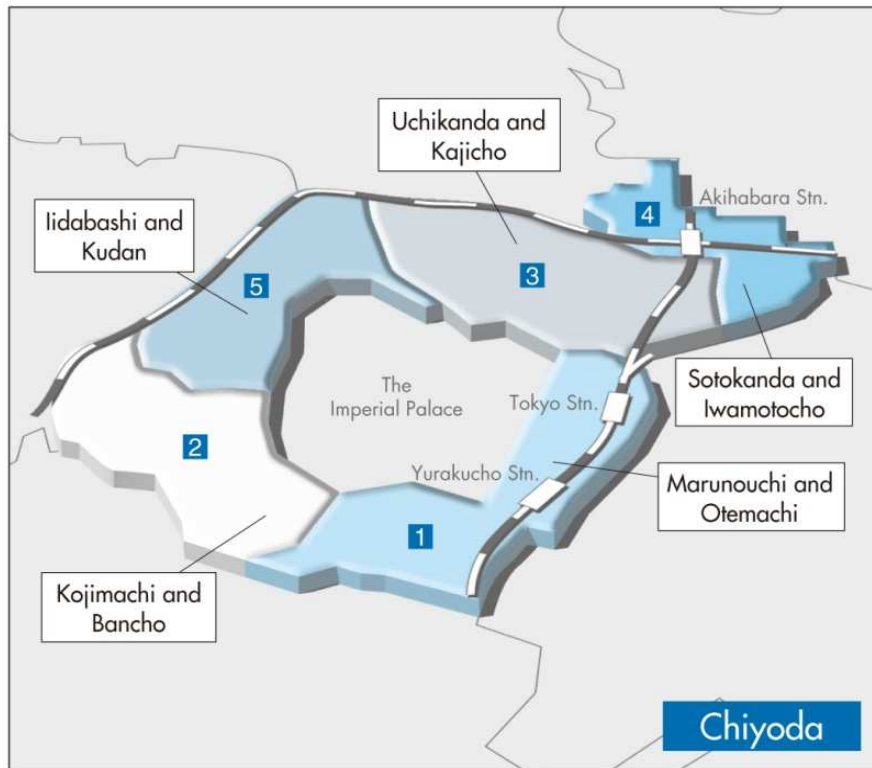 Uchikanda and
Kajicho
4
Akihabara Stn.
Iidabashi and
Kudan
5
3
The
Imperial Palace
Tokyo Stn.
Sotokanda and
Iwamotocho
2
Yurakucho Stn.
Marunouchi and
Otemachi
1
Kojimachi and
Bancho
Chiyoda